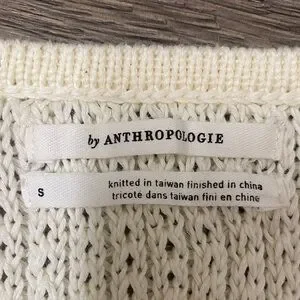 by ANTHROPOLOGIE
S
knitted in taiwan finished in china
tricoté dans taiwan fini en chine